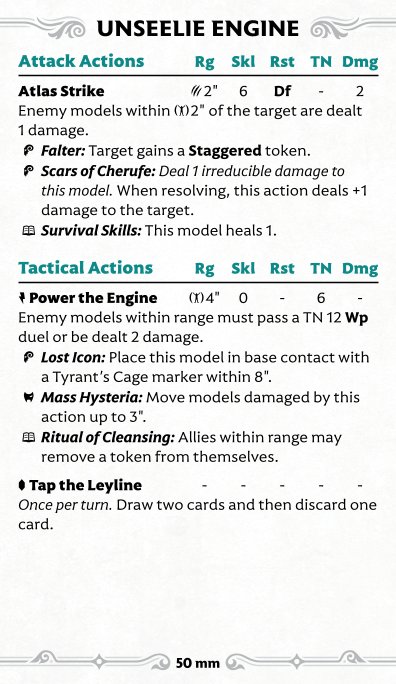 UNSEELIE ENGINE
Attack Actions Rg Skl Rst TN Dmg
Atlas Strike 2" 6 Df - 2
Enemy models within 2" of the target are dealt
1 damage.
Falter: Target gains a Staggered token.
Scars of Cherufe: Deal 1 irreducible damage to
this model. When resolving, this action deals +1
damage to the target.
Survival Skills: This model heals 1.
Tactical Actions Rg Skl Rst TN Dmg
Power the Engine 4" 0 - 6 -
Enemy models within range must pass a TN 12 Wp
duel or be dealt 2 damage.
Lost Icon: Place this model in base contact with
a Tyrant's Cage marker within 8".
Mass Hysteria: Move models damaged by this
action up to 3".
Ritual of Cleansing: Allies within range may
remove a token from themselves.
Tap the Leyline - - - - -
Once per turn. Draw two cards and then discard one
card.
50 mm